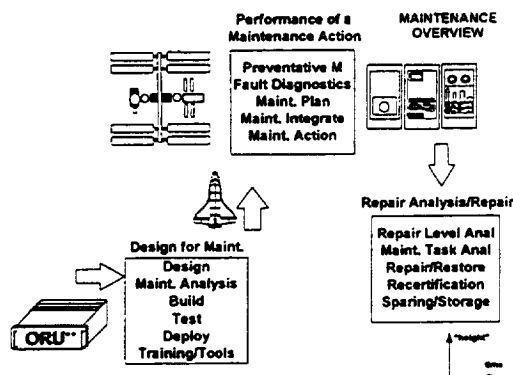 Performance of a
Maintenance Action
MAINTENANCE
OVERVIEW
Preventative M
Fault Diagnostics
Maint. Plan
Maint. Integrate
Maint. Action
Repair Analysis/Repair
Repair Level Anal
Maint. Task Anal
Repair/Restore
Recertification
Sparing/Storage
Design for Maint.
Design
Maint. Analysis
Build
Test
Deploy
Training/Tools
ORU**
"height"